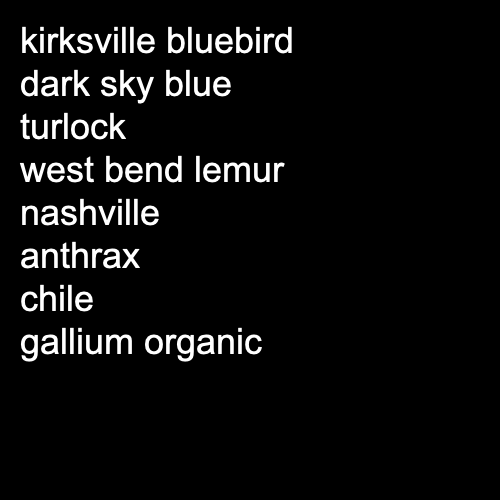 kirksville bluebird
dark sky blue
turlock
west bend lemur
nashville
anthrax
chile
gallium organic